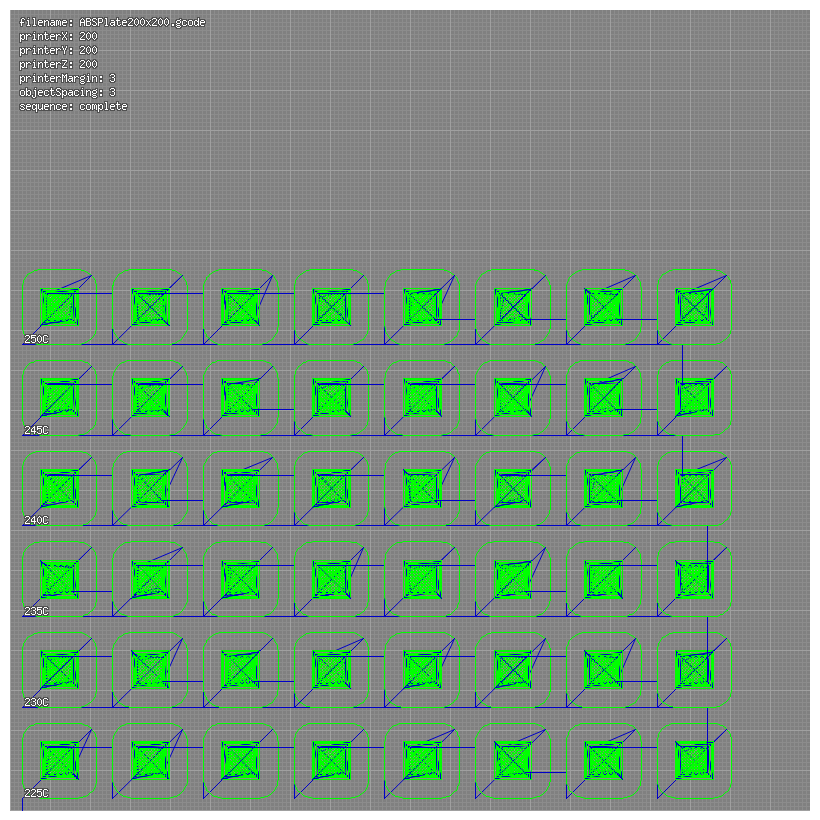 filename: ABSPlate200x200.gcode
printerX: 200
printerY: 200
printerZ: 200
printerMargin: 3
objectSpacing: 3
sequence: complete
250C
245C
240C
235C
230C
225C